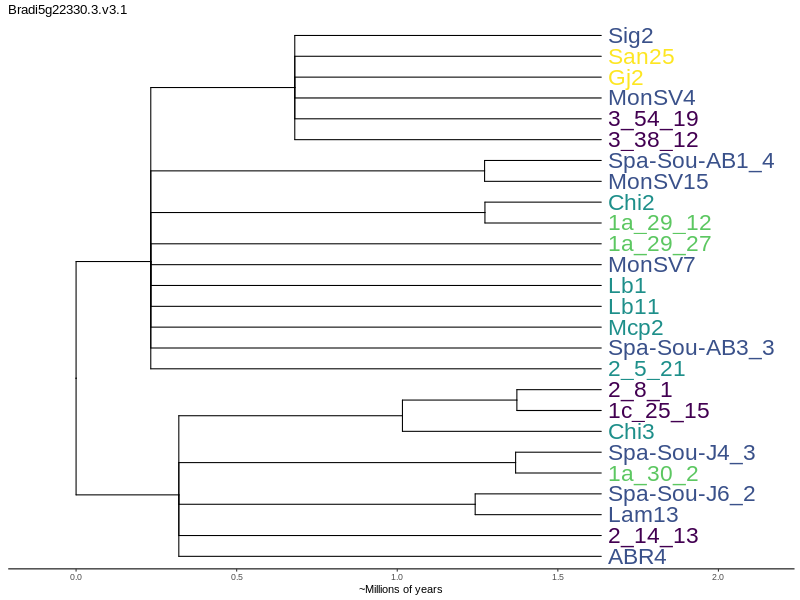 Bradi5g22330.3.v3.1
Sig2
San25
Gj2
MonSV4
3_54_19
3_38_12
Spa-Sou-AB1_4
MonSV15
Chi2
1a_29_12
1a_29_27
MonSV7
Lb1
Lb11
Mcp2
Spa-Sou-AB3_3
2_5_21
2_8_1
1c_25_15
Chi3
Spa-Sou-J4_3
1a_30_2
Spa-Sou-J6_2
Lam13
2_14_13
ABR4
0.0 0.5 1.0 1.5 2.0
~Millions of years